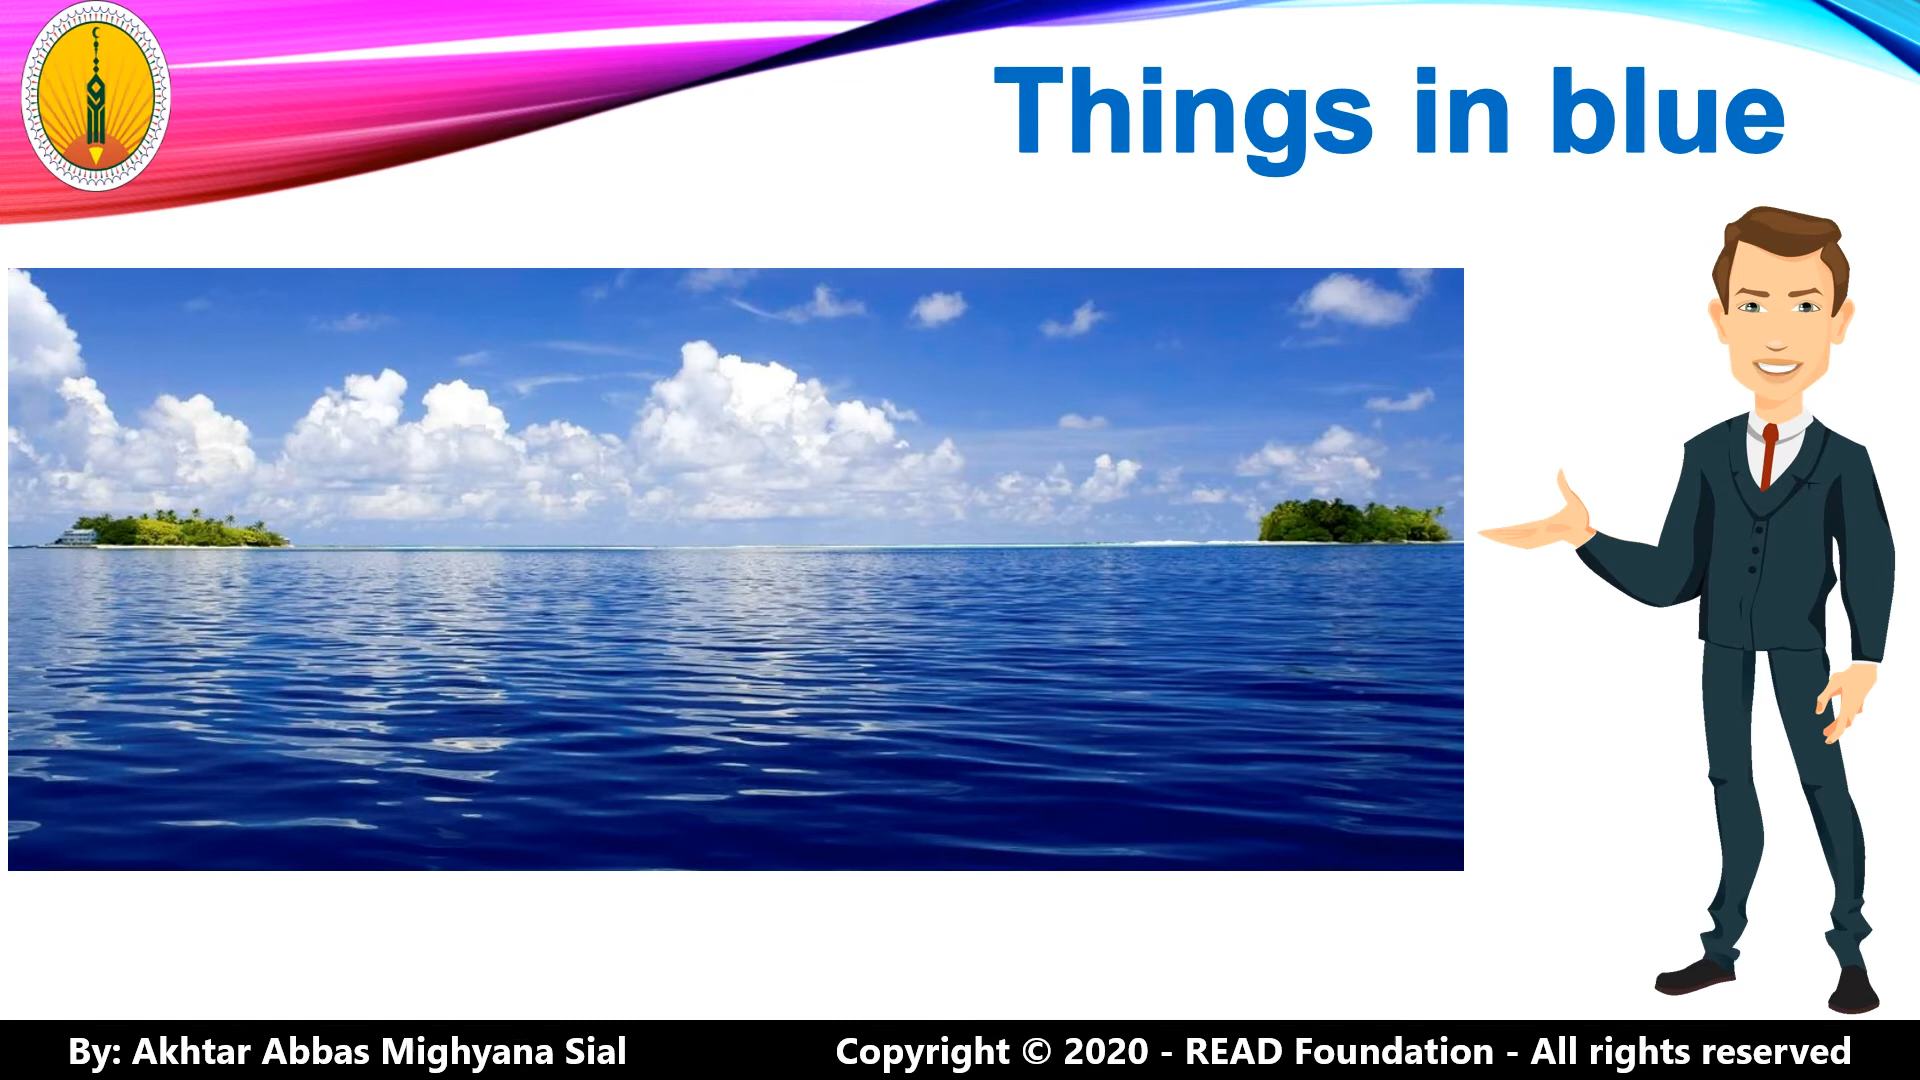 Things in blue
By: Akhtar Abbas Mighyana Sial
Copyright © 2020 - READ Foundation - All rights reserved